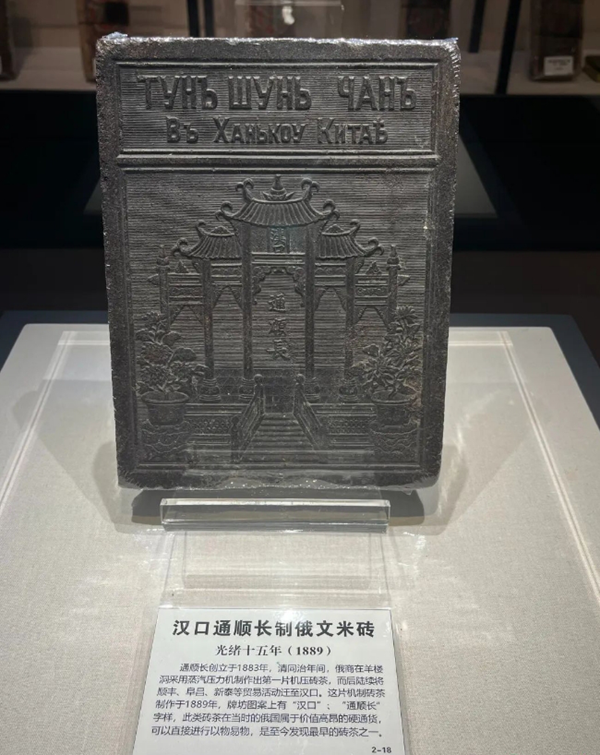 ТУНЪ ШУНЬ ЧАНЪ
Въ Ханькоу Китаѣ
漢口
通
順
長
汉口通顺长制俄文米砖
光绪十五年（1889）
通顺长创立于1883年，清同治年间，俄商在羊楼
洞采用蒸汽压力机制作出第一片机压砖茶，而后陆续将
顺丰、阜昌、新泰等贸易活动迁至汉口。这片机制砖茶
制作于1889年，牌坊图案上有“汉口”；“通顺长”
字样，此类砖茶在当时的俄国属于价值高昂的硬通货，
可以直接进行以物易物，是至今发现最早的砖茶之一。
2-18